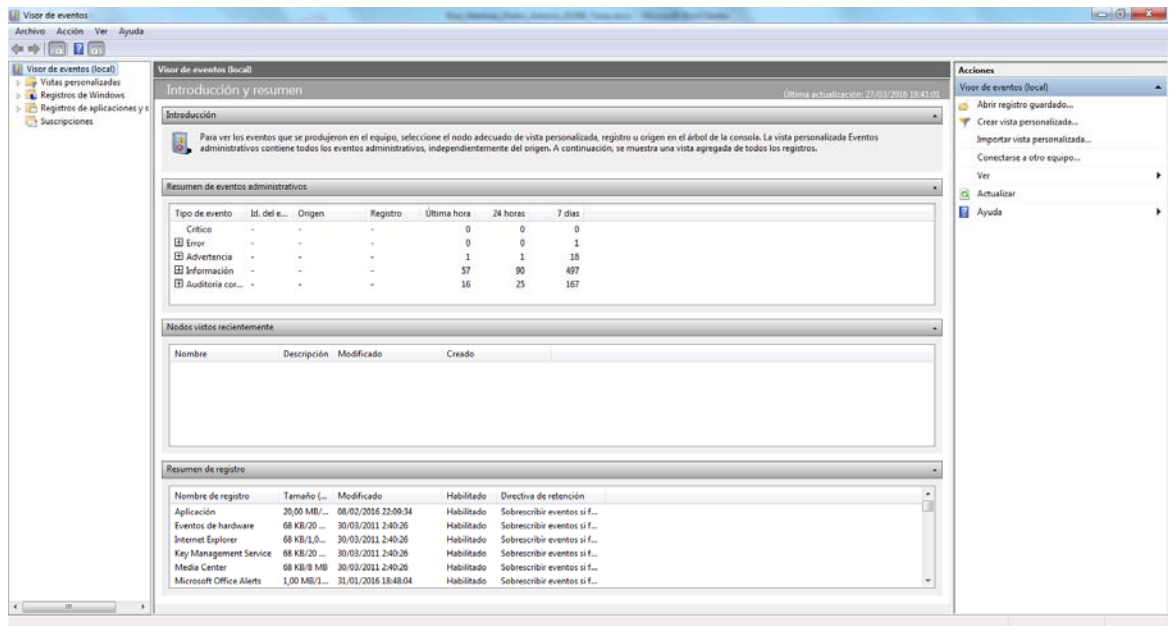 Visor de eventos
Archivo Acción Ver Ayuda
Visor de eventos (local)
Vistas personalizadas
Registros de Windows
Registros de aplicaciones y s
Suscripciones
Visor de eventos (local)
Introducción y resumen
Última actualización: 27/03/2016 18:41:01
Introducción
Para ver los eventos que se produjeron en el equipo, seleccione el nodo adecuado de vista personalizada, registro u origen en el árbol de la consola. La vista personalizada Eventos
administrativos contiene todos los eventos administrativos, independientemente del origen. A continuación, se muestra una vista agregada de todos los registros.
Resumen de eventos administrativos
Tipo de evento Id. del e... Origen Registro Última hora 24 horas 7 días
Crítico - - - 0 0 0
Error - - - 0 0 1
Advertencia - - - 1 1 18
Información - - - 57 90 497
Auditoría cor... - - - 16 25 167
Nodos vistos recientemente
Nombre Descripción Modificado Creado
Resumen de registro
Nombre de registro Tamaño (... Modificado Habilitado Directiva de retención
Aplicación 20,00 MB/... 08/02/2016 22:09:34 Habilitado Sobrescribir eventos si f...
Eventos de hardware 68 KB/20 ... 30/03/2011 2:40:26 Habilitado Sobrescribir eventos si f...
Internet Explorer 68 KB/1,0... 30/03/2011 2:40:26 Habilitado Sobrescribir eventos si f...
Key Management Service 68 KB/20 ... 30/03/2011 2:40:26 Habilitado Sobrescribir eventos si f...
Media Center 68 KB/8 MB 30/03/2011 2:40:26 Habilitado Sobrescribir eventos si f...
Microsoft Office Alerts 1,00 MB/1... 31/01/2016 18:48:04 Habilitado Sobrescribir eventos si f...
Acciones
Visor de eventos (local)
Abrir registro guardado...
Crear vista personalizada...
Importar vista personalizada...
Conectarse a otro equipo...
Ver
Actualizar
Ayuda